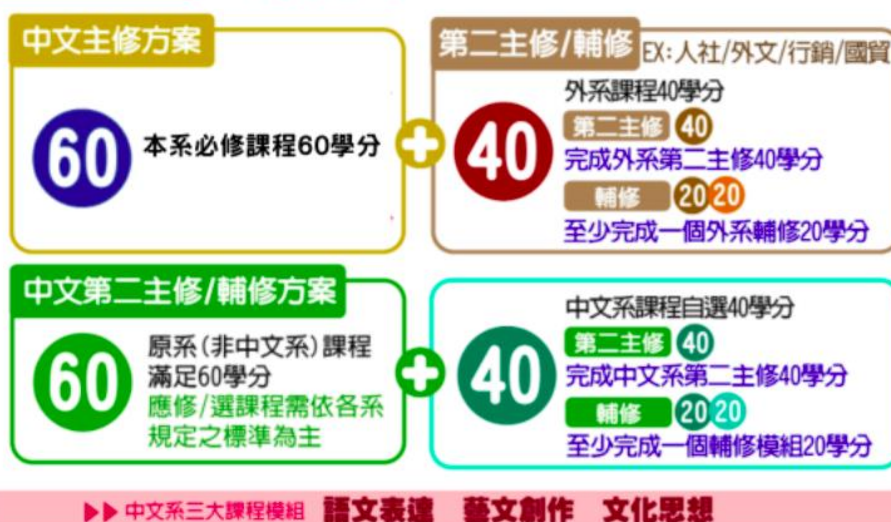 中文主修方案
60
本系必修課程60學分
+
第二主修/輔修 EX:人社/外文/行銷/國貿
40
外系課程40學分
第二主修 40
完成外系第二主修40學分
輔修 20 20
至少完成一個外系輔修20學分
中文第二主修/輔修方案
60
原系(非中文系)課程
滿足60學分
應修/選課程需依各系
規定之標準為主
+
40
中文系課程自選40學分
第二主修 40
完成中文系第二主修40學分
輔修 20 20
至少完成一個輔修模組20學分
▶▶ 中文系三大課程模組 語文表達 藝文創作 文化思想